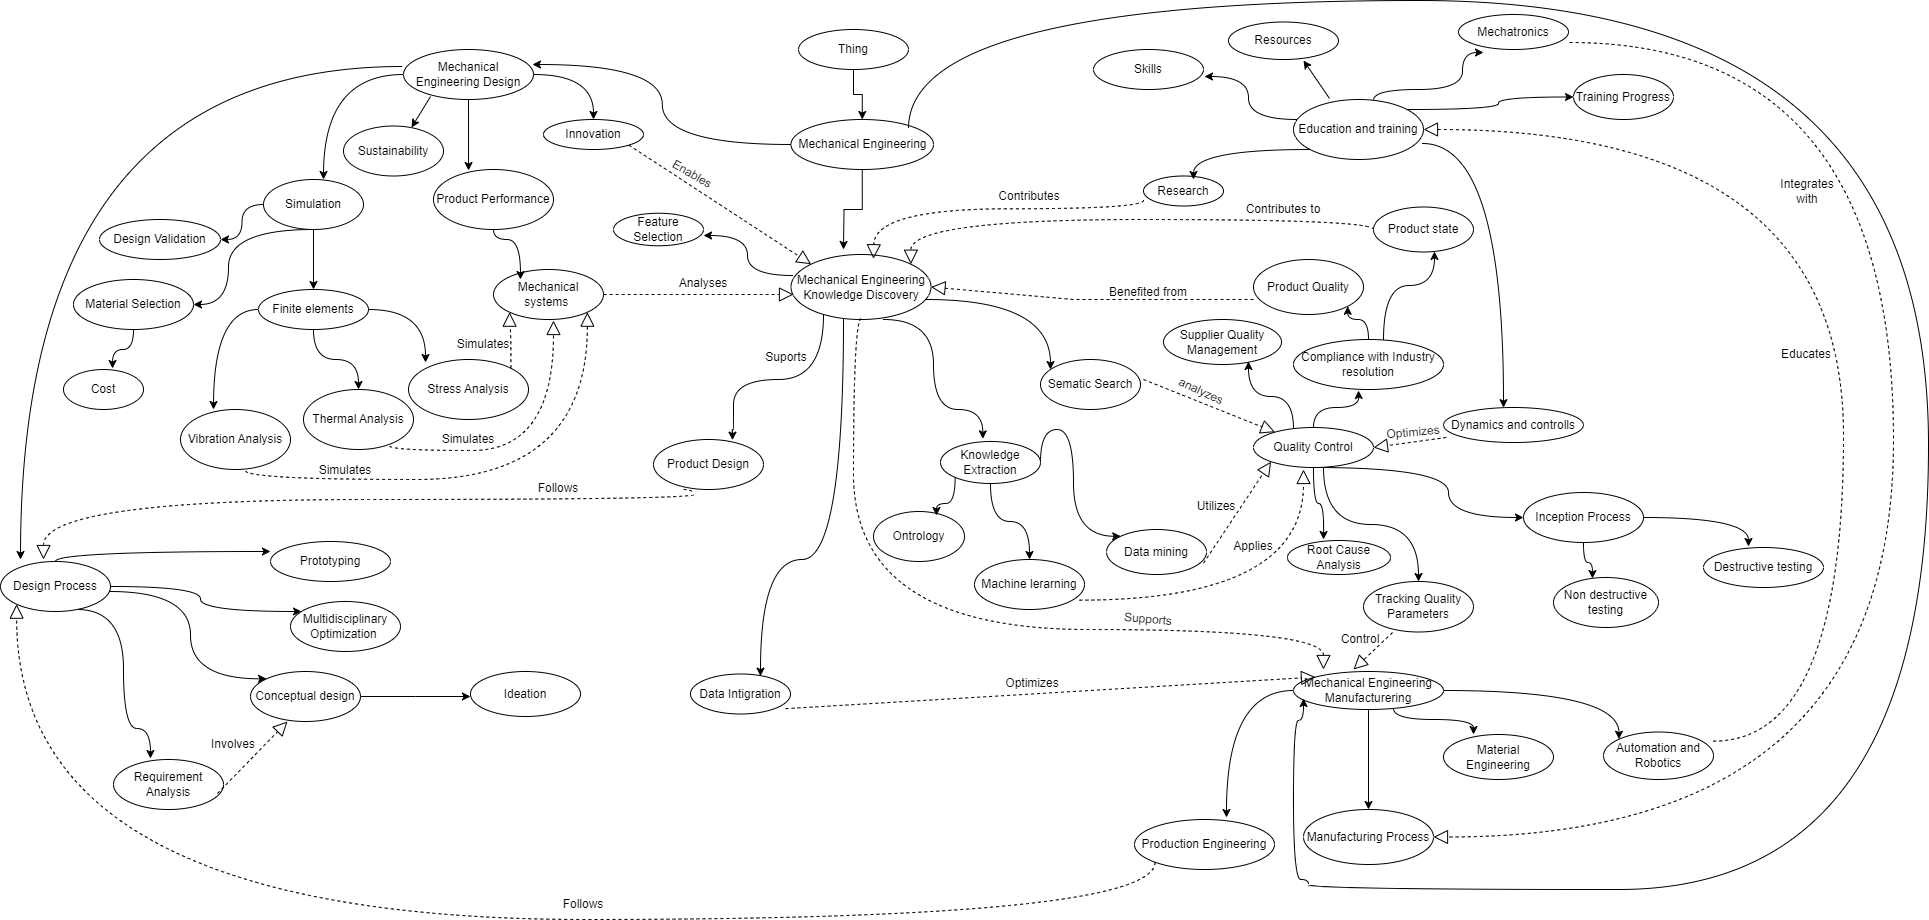 Thing
Mechanical
Engineering Design
Resources
Mechatronics
Skills
Training Progress
Innovation
Mechanical Engineering
Education and training
Sustainability
Enables
Research
Contributes
Integrates
with
Simulation
Product Performance
Contributes to
Product state
Feature
Selection
Design Validation
Mechanical
systems
Analyses
Mechanical Engineering
Knowledge Discovery
Benefited from
Product Quality
Material Selection
Finite elements
Simulates
Suports
Supplier Quality
Management
Compliance with Industry
resolution
Educates
Cost
Stress Analysis
Sematic Search
analyzes
Thermal Analysis
Vibration Analysis
Simulates
Simulates
Product Design
Knowledge
Extraction
Quality Control
Optimizes
Dynamics and controlls
Follows
Utilizes
Inception Process
Ontrology
Data mining
Applies
Root Cause
Analysis
Destructive testing
Prototyping
Design Process
Machine lerarning
Tracking Quality
Parameters
Non destructive
testing
Multidisciplinary
Optimization
Supports
Control
Conceptual design
Ideation
Data Intigration
Optimizes
Mechanical Engineering
Manufacturering
Involves
Requirement
Analysis
Material
Engineering
Automation and
Robotics
Production Engineering
Manufacturing Process
Follows